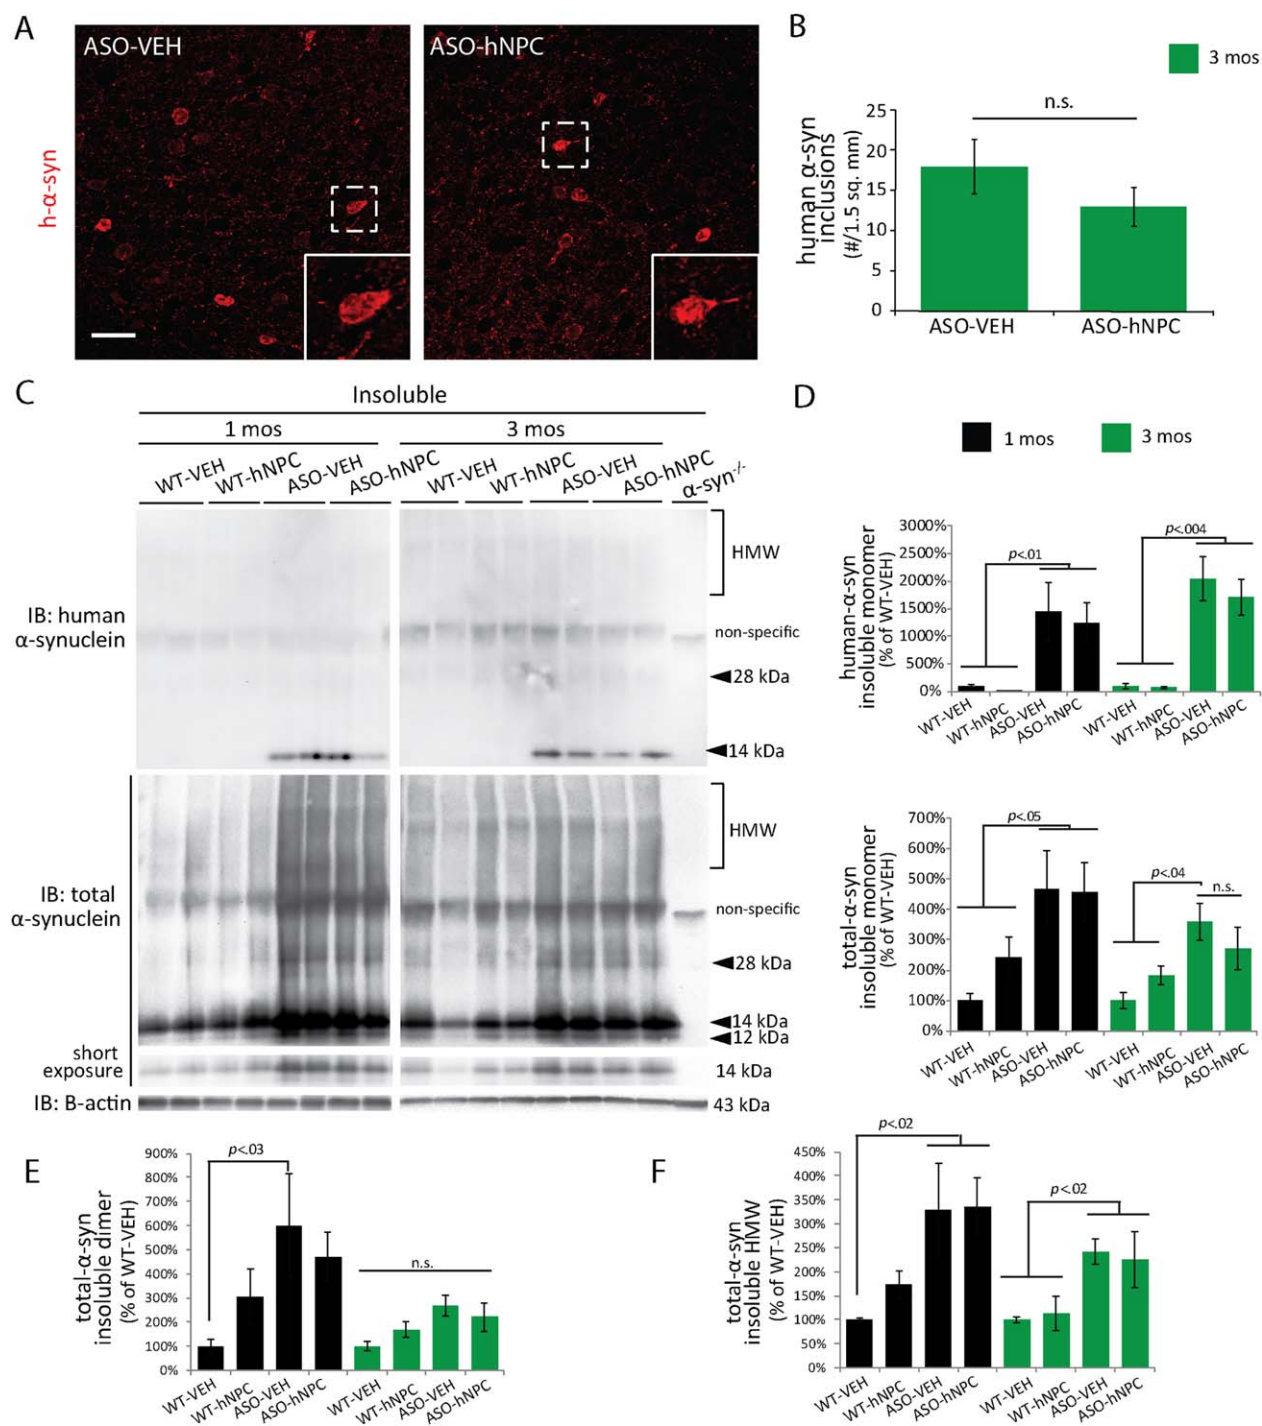 A
ASO-VEH
ASO-hNPC
h-α-syn
B
3 mos
n.s.
human α-syn
inclusions
(#/1.5 sq. mm)
25
20
15
10
5
0
ASO-VEH
ASO-hNPC
C
Insoluble
1 mos
3 mos
WT-VEH
WT-hNPC
ASO-VEH
ASO-hNPC
WT-VEH
WT-hNPC
ASO-VEH
ASO-hNPC
α-syn-/-
IB: human
α-synuclein
HMW
non-specific
28 kDa
14 kDa
IB: total
α-synuclein
HMW
non-specific
28 kDa
14 kDa
12 kDa
short
exposure
14 kDa
IB: B-actin
43 kDa
D
1 mos
3 mos
human-α-syn
insoluble monomer
(% of WT-VEH)
3000%
2500%
2000%
1500%
1000%
500%
0%
p<.01
p<.004
WT-VEH
WT-hNPC
ASO-VEH
ASO-hNPC
WT-VEH
WT-hNPC
ASO-VEH
ASO-hNPC
total-α-syn
insoluble monomer
(% of WT-VEH)
700%
600%
500%
400%
300%
200%
100%
0%
p<.05
p<.04
n.s.
WT-VEH
WT-hNPC
ASO-VEH
ASO-hNPC
WT-VEH
WT-hNPC
ASO-VEH
ASO-hNPC
E
total-α-syn
insoluble dimer
(% of WT-VEH)
900%
800%
700%
600%
500%
400%
300%
200%
100%
0%
p<.03
n.s.
WT-VEH
WT-hNPC
ASO-VEH
ASO-hNPC
WT-VEH
WT-hNPC
ASO-VEH
ASO-hNPC
F
total-α-syn
insoluble HMW
(% of WT-VEH)
450%
400%
350%
300%
250%
200%
150%
100%
50%
0%
p<.02
p<.02
WT-VEH
WT-hNPC
ASO-VEH
ASO-hNPC
WT-VEH
WT-hNPC
ASO-VEH
ASO-hNPC